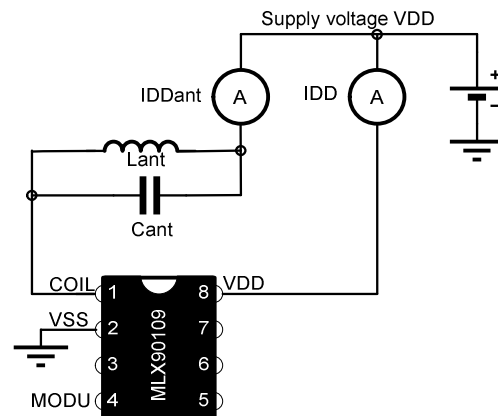 Supply voltage VDD
IDDant
A
IDD
A
+
−
Lant
Cant
COIL
1
8
VDD
VSS
2
7
3
6
MODU
4
5
MLX90109